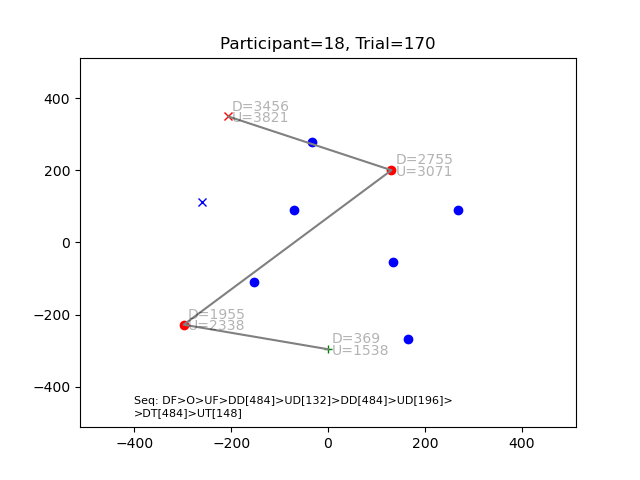 Participant=18, Trial=170
D=3456
U=3821
D=2755
U=3071
D=1955
U=2338
D=369
U=1538
Seq: DF>O>UF>DD[484]>UD[132]>DD[484]>UD[196]>
>DT[484]>UT[148]
400
200
0
−200
−400
−400
−200
0
200
400